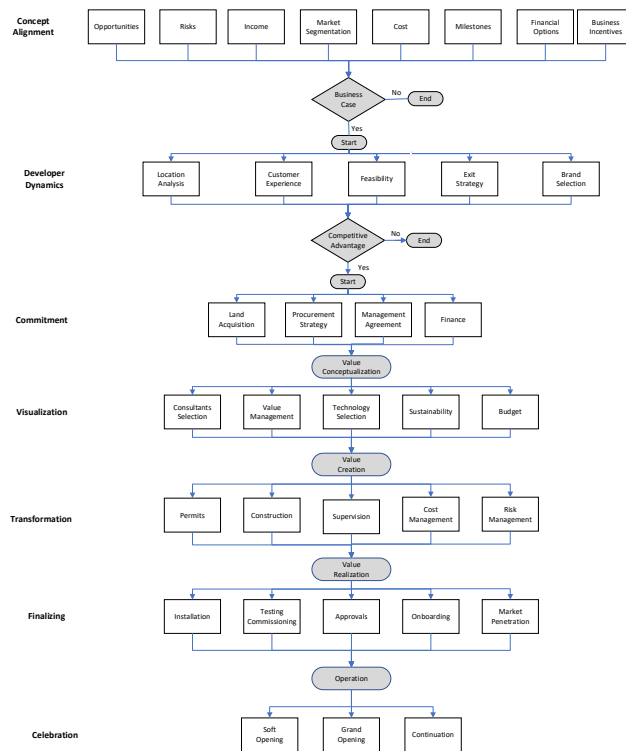 Concept
Alignment
Opportunities
Risks
Income
Market
Segmentation
Cost
Milestones
Financial
Options
Business
Incentives
Business
Case
No
End
Yes
Start
Developer
Dynamics
Location
Analysis
Customer
Experience
Feasibility
Exit
Strategy
Brand
Selection
Competitive
Advantage
No
End
Yes
Start
Commitment
Land
Acquisition
Procurement
Strategy
Management
Agreement
Finance
Value
Conceptualization
Visualization
Consultants
Selection
Value
Management
Technology
Selection
Sustainability
Budget
Value
Creation
Transformation
Permits
Construction
Supervision
Cost
Management
Risk
Management
Value
Realization
Finalizing
Installation
Testing
Commissioning
Approvals
Onboarding
Market
Penetration
Operation
Celebration
Soft
Opening
Grand
Opening
Continuation